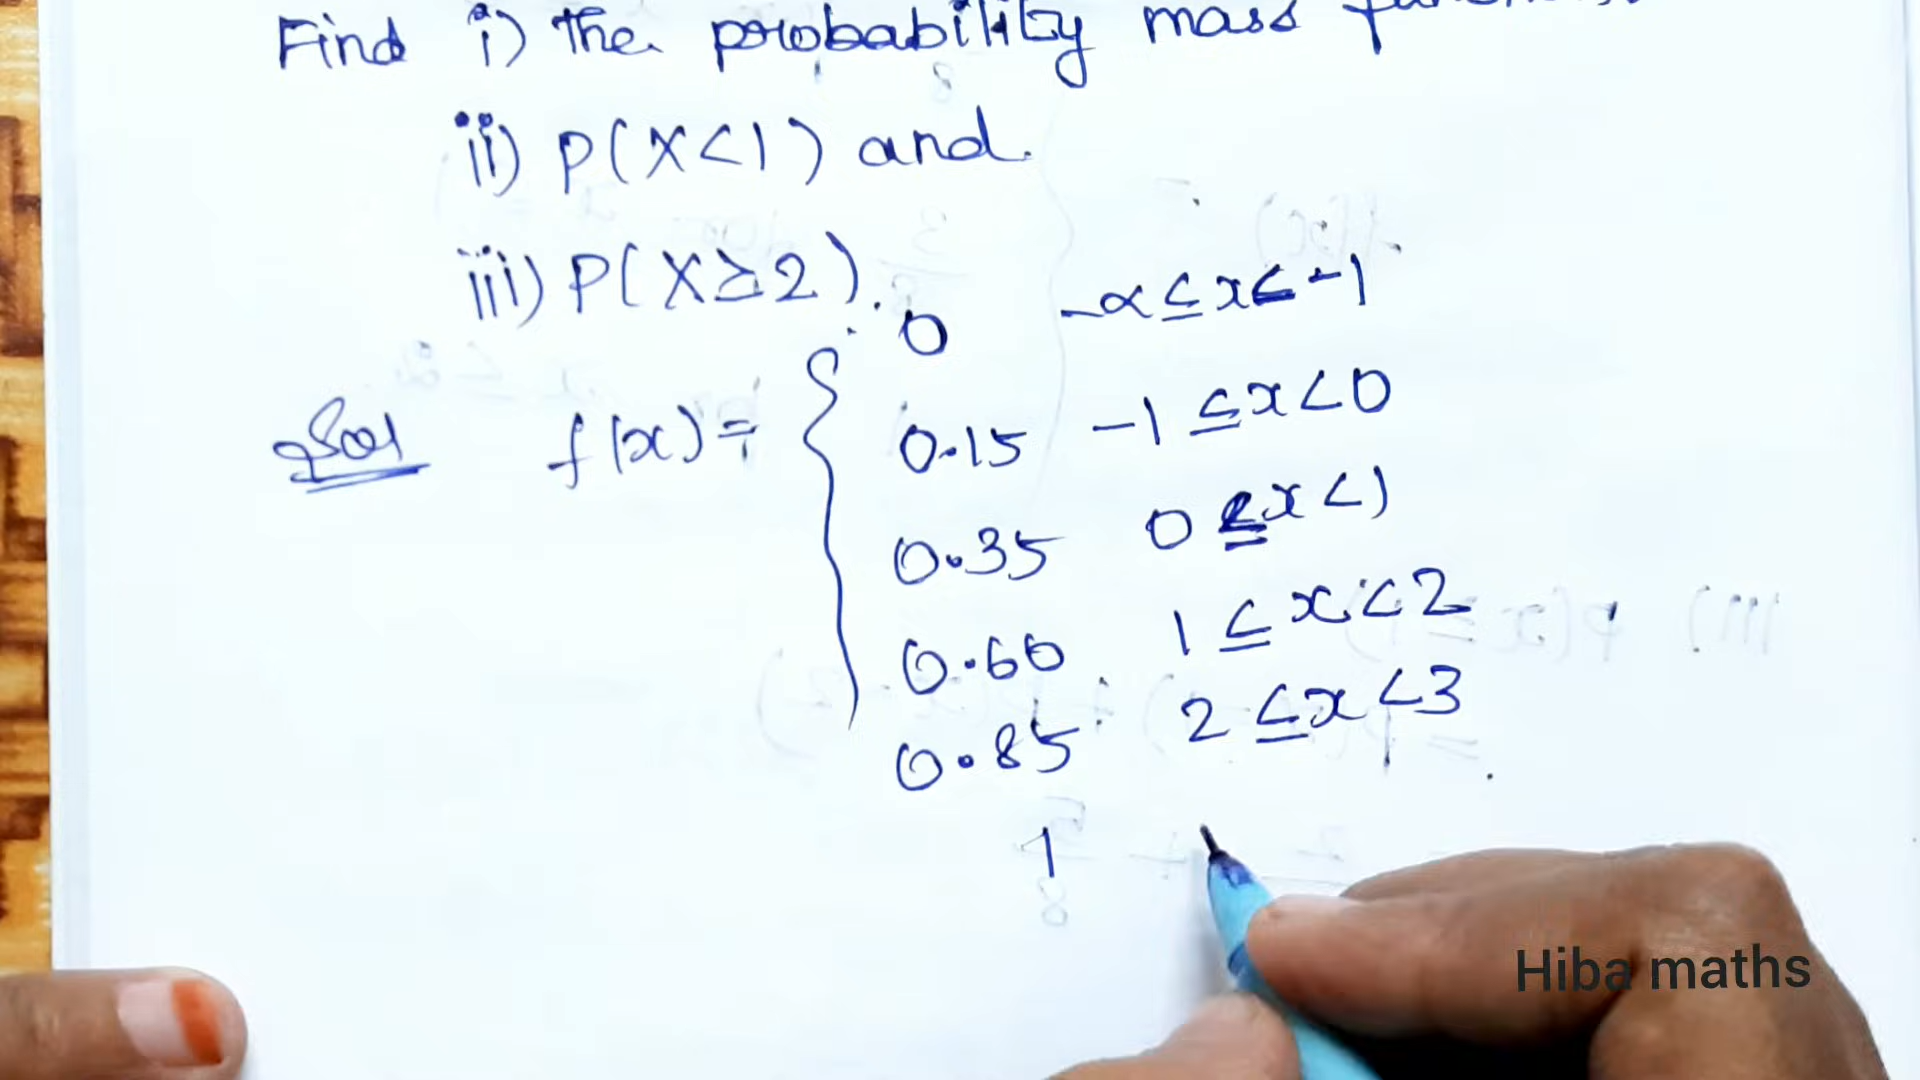 Find i) the probability mass
ii) P(X<1) and.
iii) P(X≥2).
0 -∝≤x<-1
Sol f(x)=
0.15 -1≤x<0
0.35 0≤x<1
0.60 1≤x<2
0.85 2≤x<3
1
Hiba maths